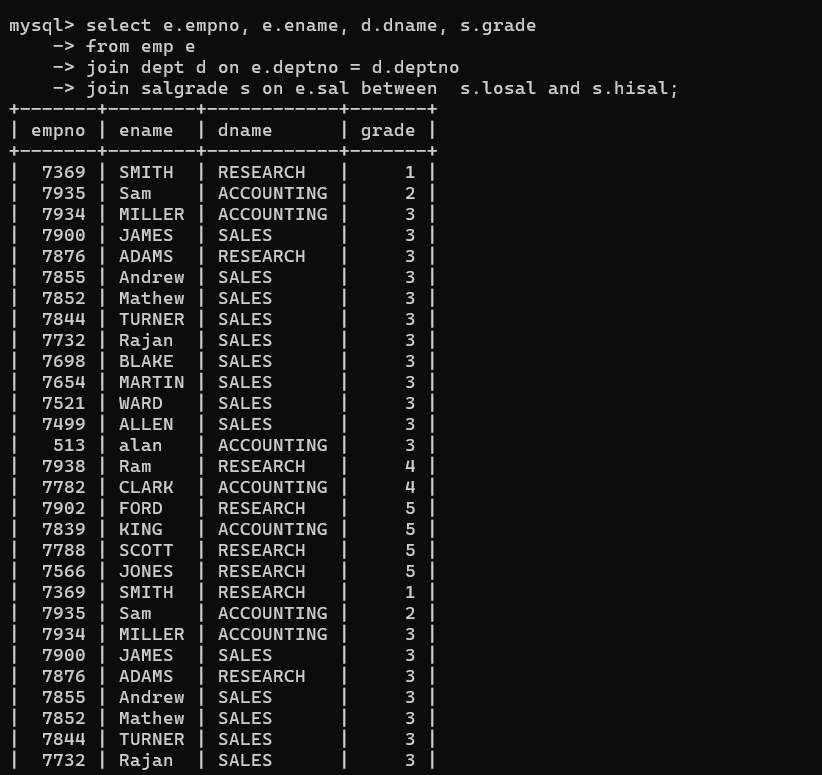 mysql> select e.empno, e.ename, d.dname, s.grade
    -> from emp e
    -> join dept d on e.deptno = d.deptno
    -> join salgrade s on e.sal between  s.losal and s.hisal;
+-------+--------+------------+-------+
| empno | ename  | dname      | grade |
+-------+--------+------------+-------+
|  7369 | SMITH  | RESEARCH   |     1 |
|  7935 | Sam    | ACCOUNTING |     2 |
|  7934 | MILLER | ACCOUNTING |     3 |
|  7900 | JAMES  | SALES      |     3 |
|  7876 | ADAMS  | RESEARCH   |     3 |
|  7855 | Andrew | SALES      |     3 |
|  7852 | Mathew | SALES      |     3 |
|  7844 | TURNER | SALES      |     3 |
|  7732 | Rajan  | SALES      |     3 |
|  7698 | BLAKE  | SALES      |     3 |
|  7654 | MARTIN | SALES      |     3 |
|  7521 | WARD   | SALES      |     3 |
|  7499 | ALLEN  | SALES      |     3 |
|   513 | alan   | ACCOUNTING |     3 |
|  7938 | Ram    | RESEARCH   |     4 |
|  7782 | CLARK  | ACCOUNTING |     4 |
|  7902 | FORD   | RESEARCH   |     5 |
|  7839 | KING   | ACCOUNTING |     5 |
|  7788 | SCOTT  | RESEARCH   |     5 |
|  7566 | JONES  | RESEARCH   |     5 |
|  7369 | SMITH  | RESEARCH   |     1 |
|  7935 | Sam    | ACCOUNTING |     2 |
|  7934 | MILLER | ACCOUNTING |     3 |
|  7900 | JAMES  | SALES      |     3 |
|  7876 | ADAMS  | RESEARCH   |     3 |
|  7855 | Andrew | SALES      |     3 |
|  7852 | Mathew | SALES      |     3 |
|  7844 | TURNER | SALES      |     3 |
|  7732 | Rajan  | SALES      |     3 |